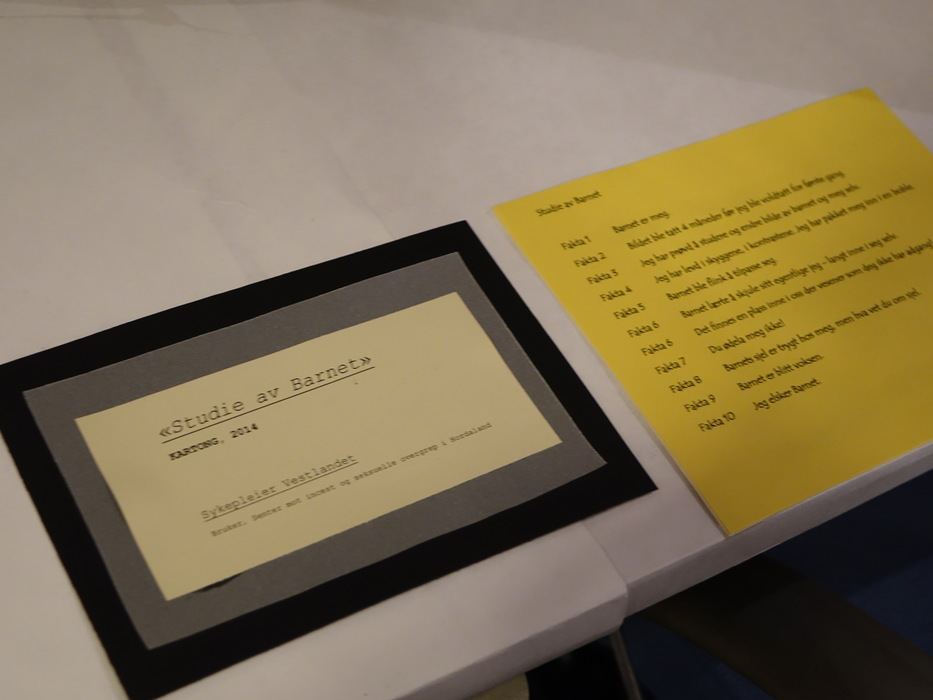 «Studie av Barnet»
KARTONG, 2014
Sykepleier Vestlandet
Bruker, Senter mot incest og seksuelle overgrep i Hordaland
Studie av Barnet
Fakta 1 Barnet er meg.
Fakta 2 Bildet ble tatt 4 måneder før jeg ble voldtatt for første gang.
Fakta 3 Jeg har prøvd å studere og endre bilde av barnet og meg selv.
Fakta 4 Jeg har levd i skyggene, i kontrastene. Jeg har pakket meg inn i en boble.
Fakta 5 Barnet ble flink å tilpasse seg.
Fakta 6 Barnet lærte å skjule sitt egentlige jeg – langt inne i seg selv.
Fakta 6 Det finnes en plass inne i oss der vesener som deg ikke har adgang!
Fakta 7 Du ødela meg ikke!
Fakta 8 Barnets sjel er trygt hos meg, men hva vet du om sjel.
Fakta 9 Barnet er blitt voksen.
Fakta 10 Jeg elsker Barnet.